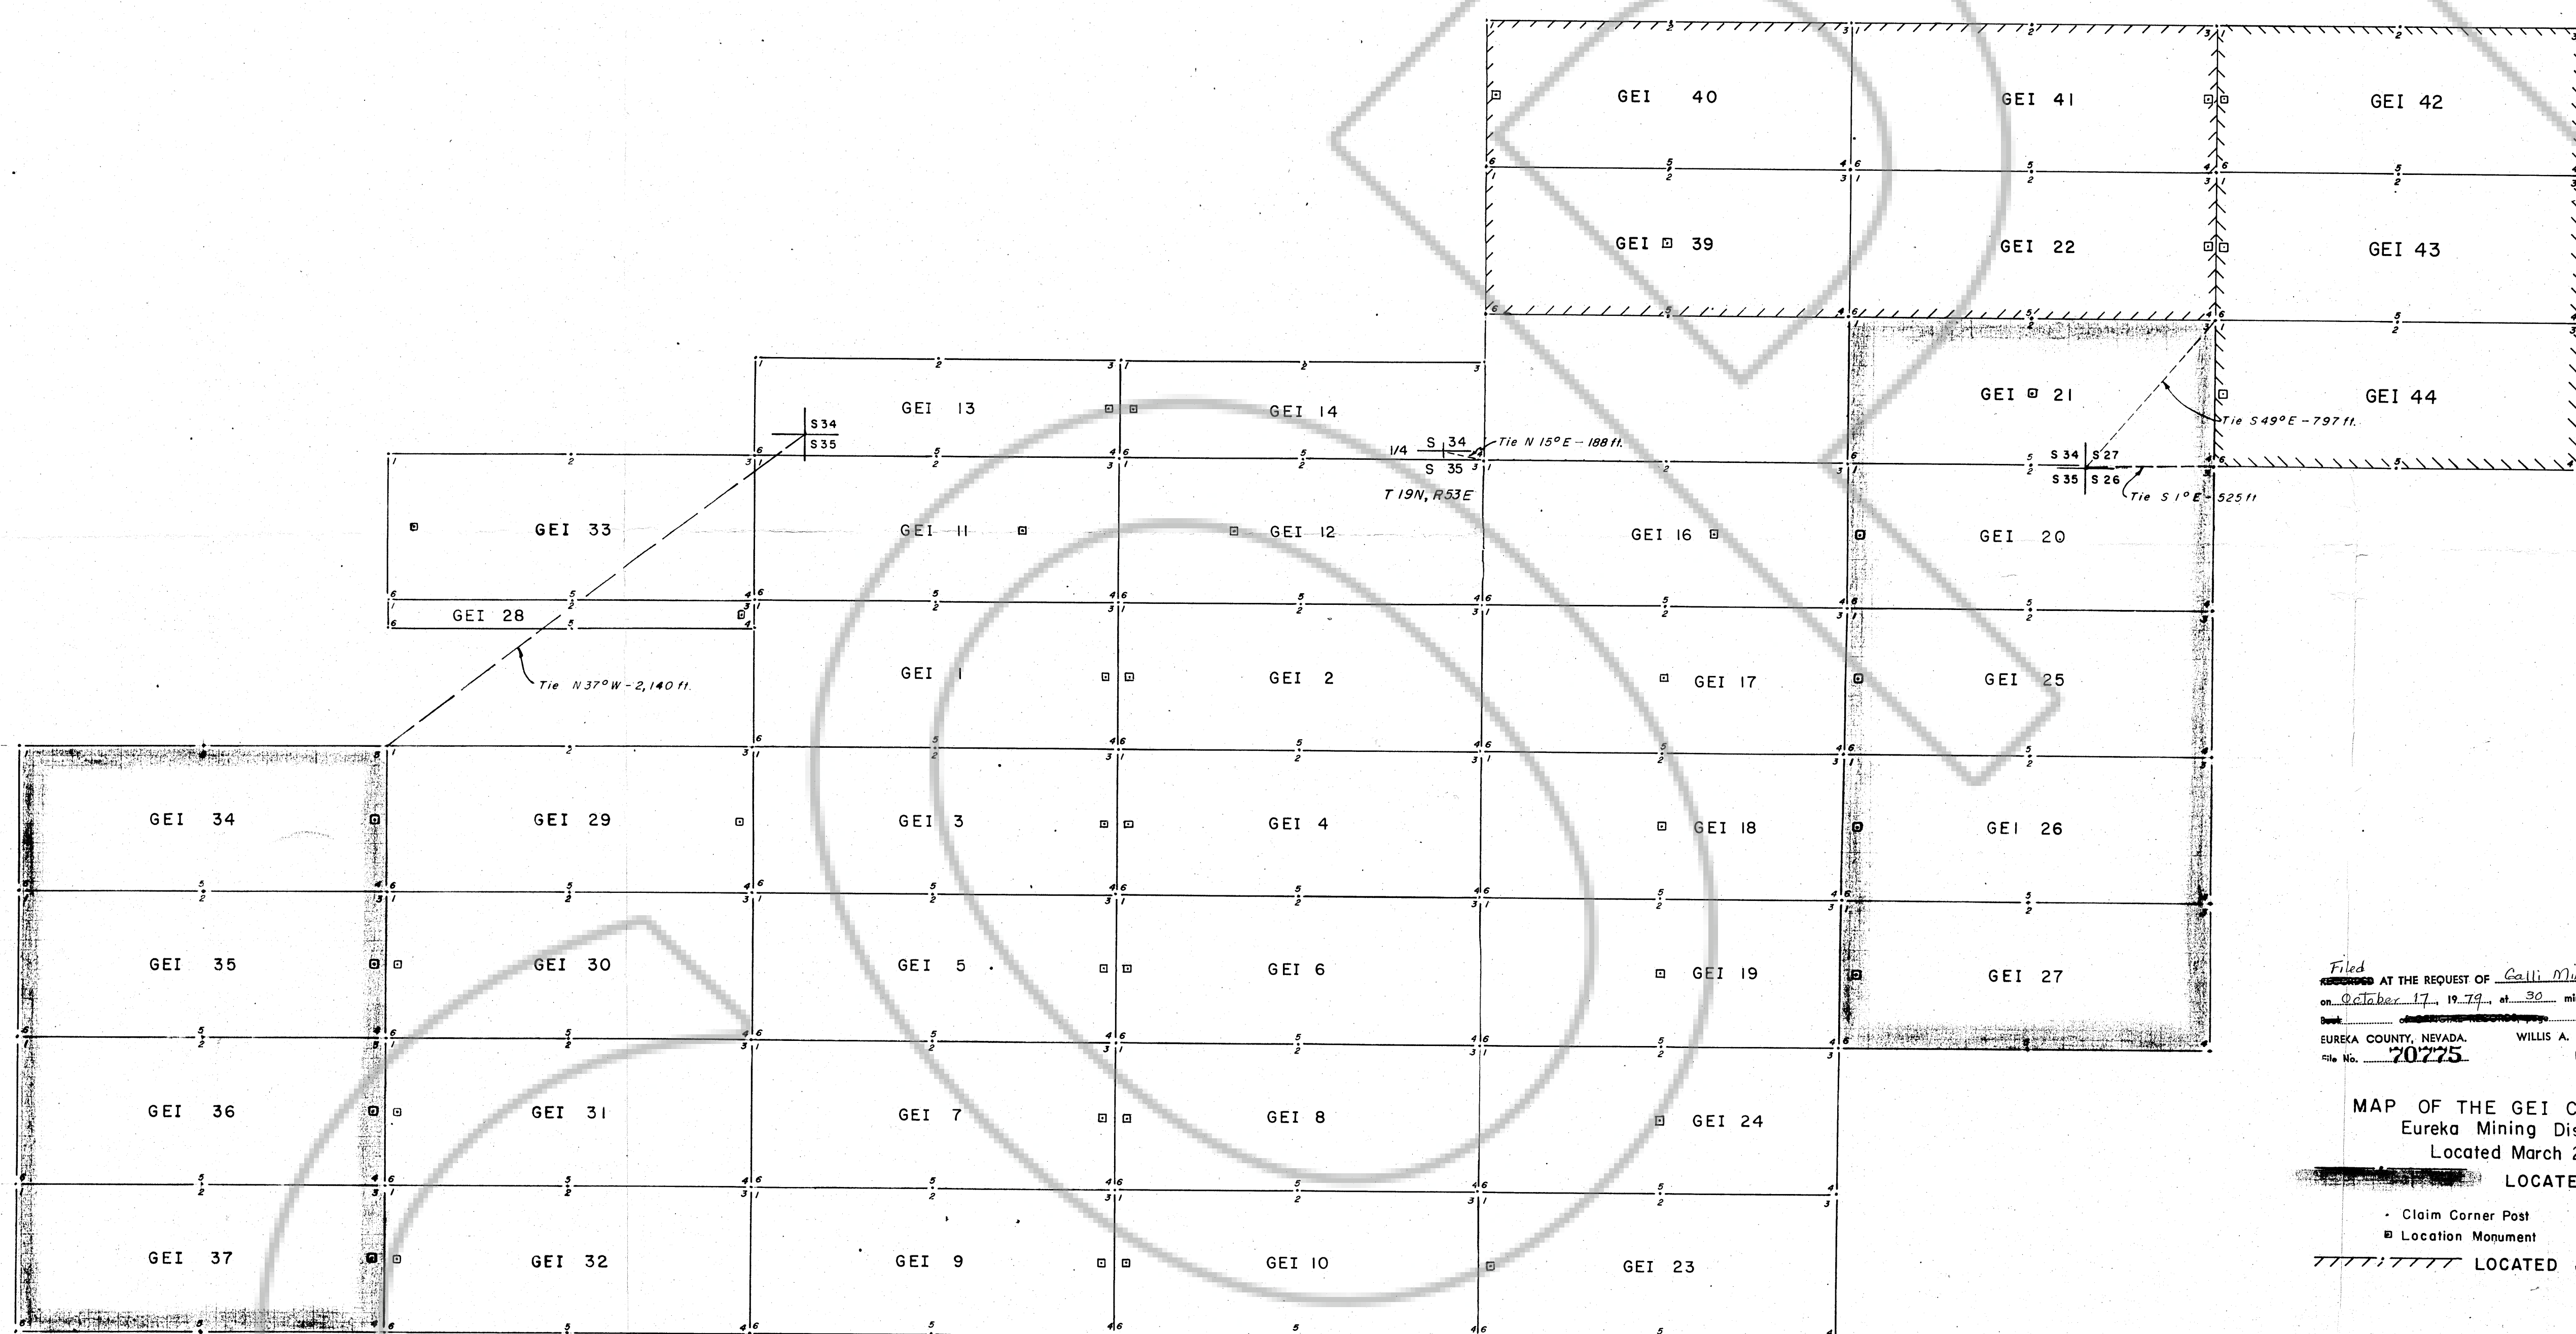 GEI 40
GEI 41
GEI 42
GEI 39
GEI 22
GEI 43
GEI 13
GEI 14
GEI 21
GEI 44
S 34
S 35
1/4 S 34
S 35
Tie N 15° E - 188 ft.
T 19N, R53E
Tie S 49° E - 797 ft.
S 34 S 27
S 35 S 26
Tie S 1° E - 525 ft
GEI 33
GEI 11
GEI 12
GEI 16
GEI 20
GEI 28
Tie N 37° W - 2,140 ft.
GEI 1
GEI 2
GEI 17
GEI 25
GEI 34
GEI 29
GEI 3
GEI 4
GEI 18
GEI 26
GEI 35
GEI 30
GEI 5
GEI 6
GEI 19
GEI 27
GEI 36
GEI 31
GEI 7
GEI 8
GEI 24
GEI 37
GEI 32
GEI 9
GEI 10
GEI 23
Filed
RECORDED AT THE REQUEST OF Galli
on October 17, 1979, at 30
EUREKA COUNTY, NEVADA. WILLIS A.
File No. 70775
MAP OF THE GEI C
Eureka Mining Dis
Located March 2
LOCATE
Claim Corner Post
Location Monument
LOCATED